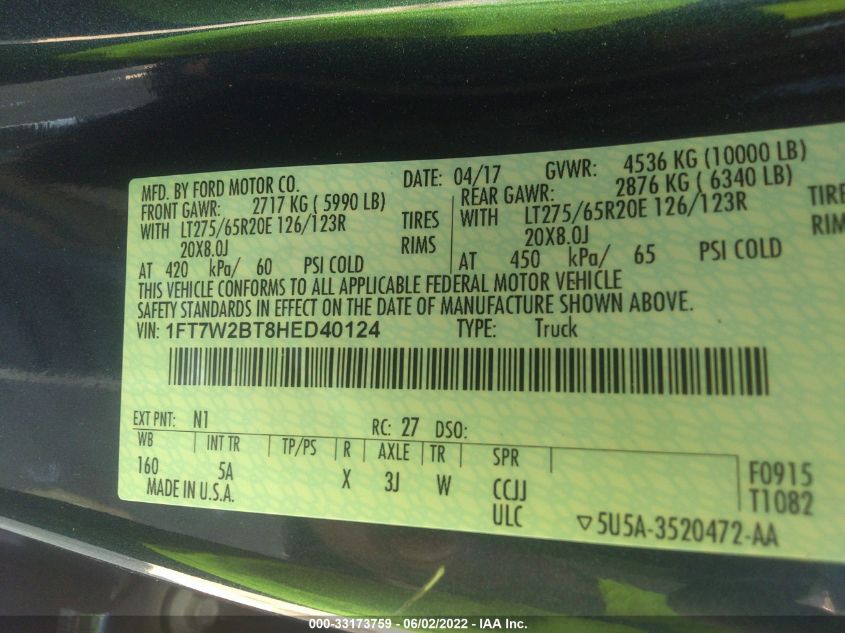 MFD. BY FORD MOTOR CO. DATE: 04/17 GVWR: 4536 KG (10000 LB)
FRONT GAWR: 2717 KG ( 5990 LB) REAR GAWR: 2876 KG ( 6340 LB)
WITH LT275/65R20E 126/123R TIRES WITH LT275/65R20E 126/123R TIRE
20X8.0J RIMS 20X8.0J RIM
AT 420 kPa/ 60 PSI COLD AT 450 kPa/ 65 PSI COLD
THIS VEHICLE CONFORMS TO ALL APPLICABLE FEDERAL MOTOR VEHICLE
SAFETY STANDARDS IN EFFECT ON THE DATE OF MANUFACTURE SHOWN ABOVE.
VIN: 1FT7W2BT8HED40124 TYPE: Truck
EXT PNT: N1 RC: 27 DSO:
WB INT TR TP/PS R AXLE TR SPR
160 5A X 3J W CCJJ F0915
MADE IN U.S.A. ULC T1082
▽5U5A-3520472-AA
000-33173759 - 06/02/2022 - IAA Inc.